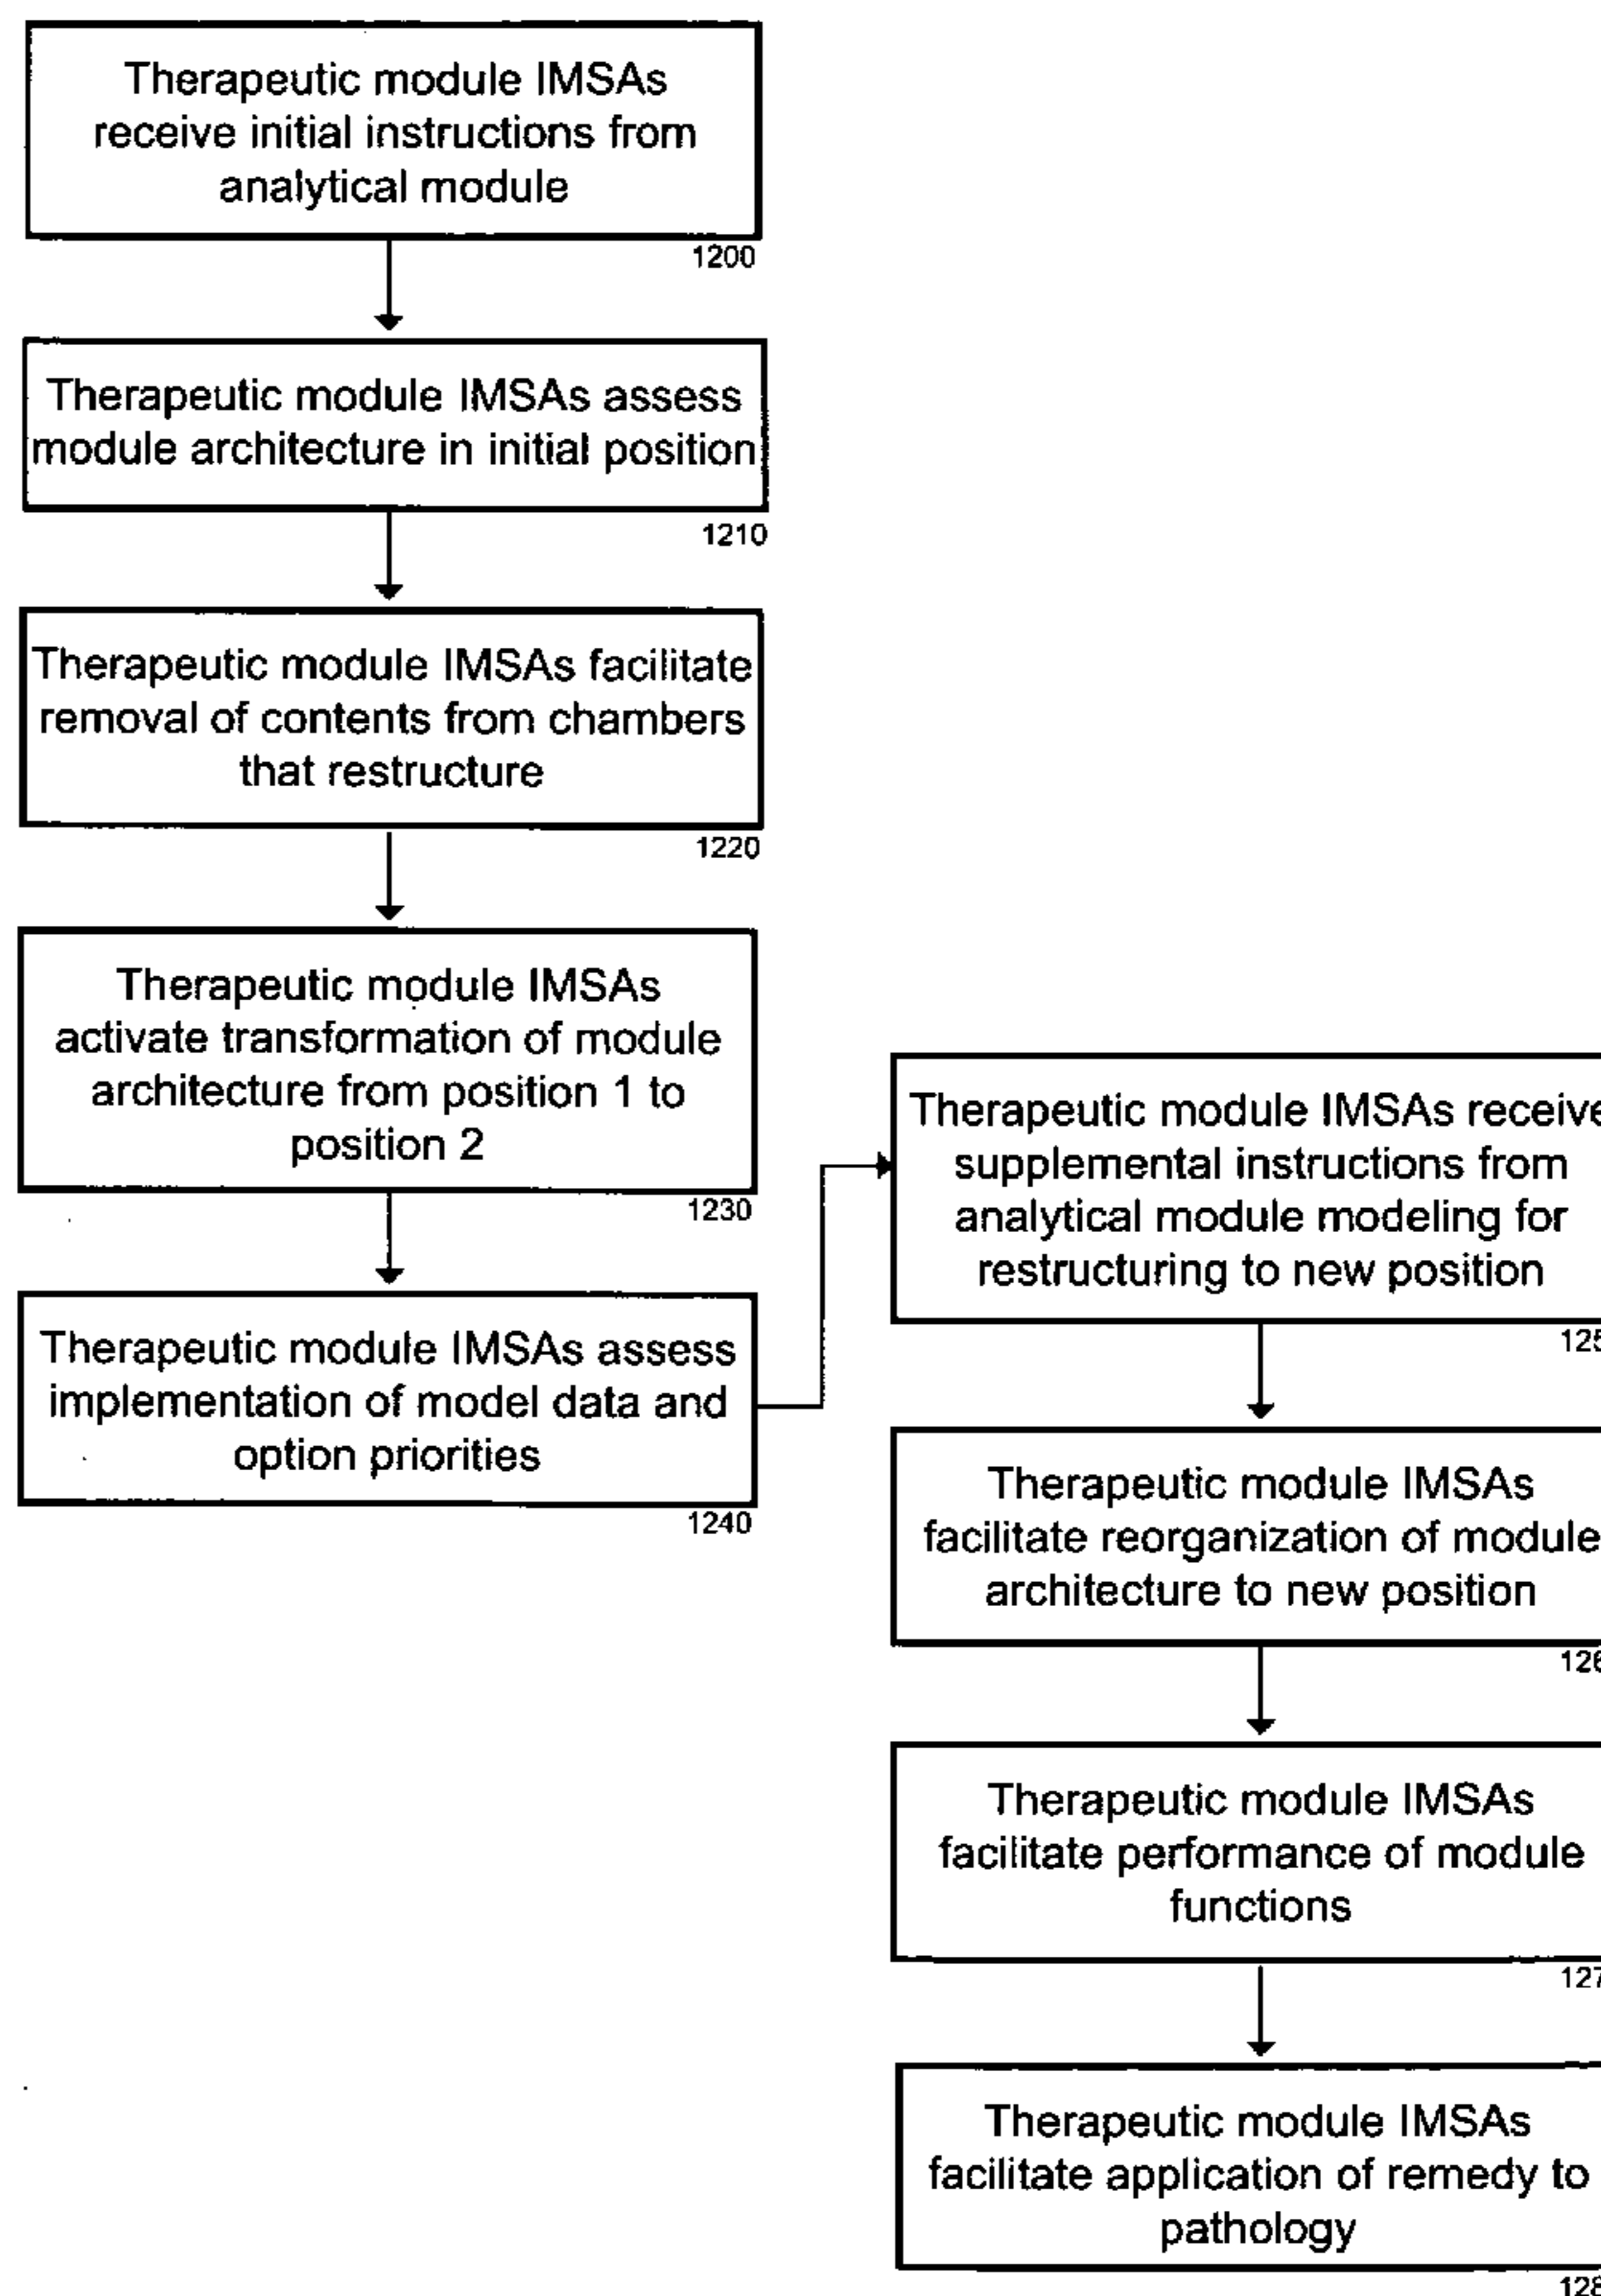 Therapeutic module IMSAs
receive initial instructions from
analytical module
1200
Therapeutic module IMSAs assess
module architecture in initial position
1210
Therapeutic module IMSAs facilitate
removal of contents from chambers
that restructure
1220
Therapeutic module IMSAs
activate transformation of module
architecture from position 1 to
position 2
1230
Therapeutic module IMSAs assess
implementation of model data and
option priorities
1240
Therapeutic module IMSAs receive
supplemental instructions from
analytical module modeling for
restructuring to new position
125
Therapeutic module IMSAs
facilitate reorganization of module
architecture to new position
126
Therapeutic module IMSAs
facilitate performance of module
functions
127
Therapeutic module IMSAs
facilitate application of remedy to
pathology
128